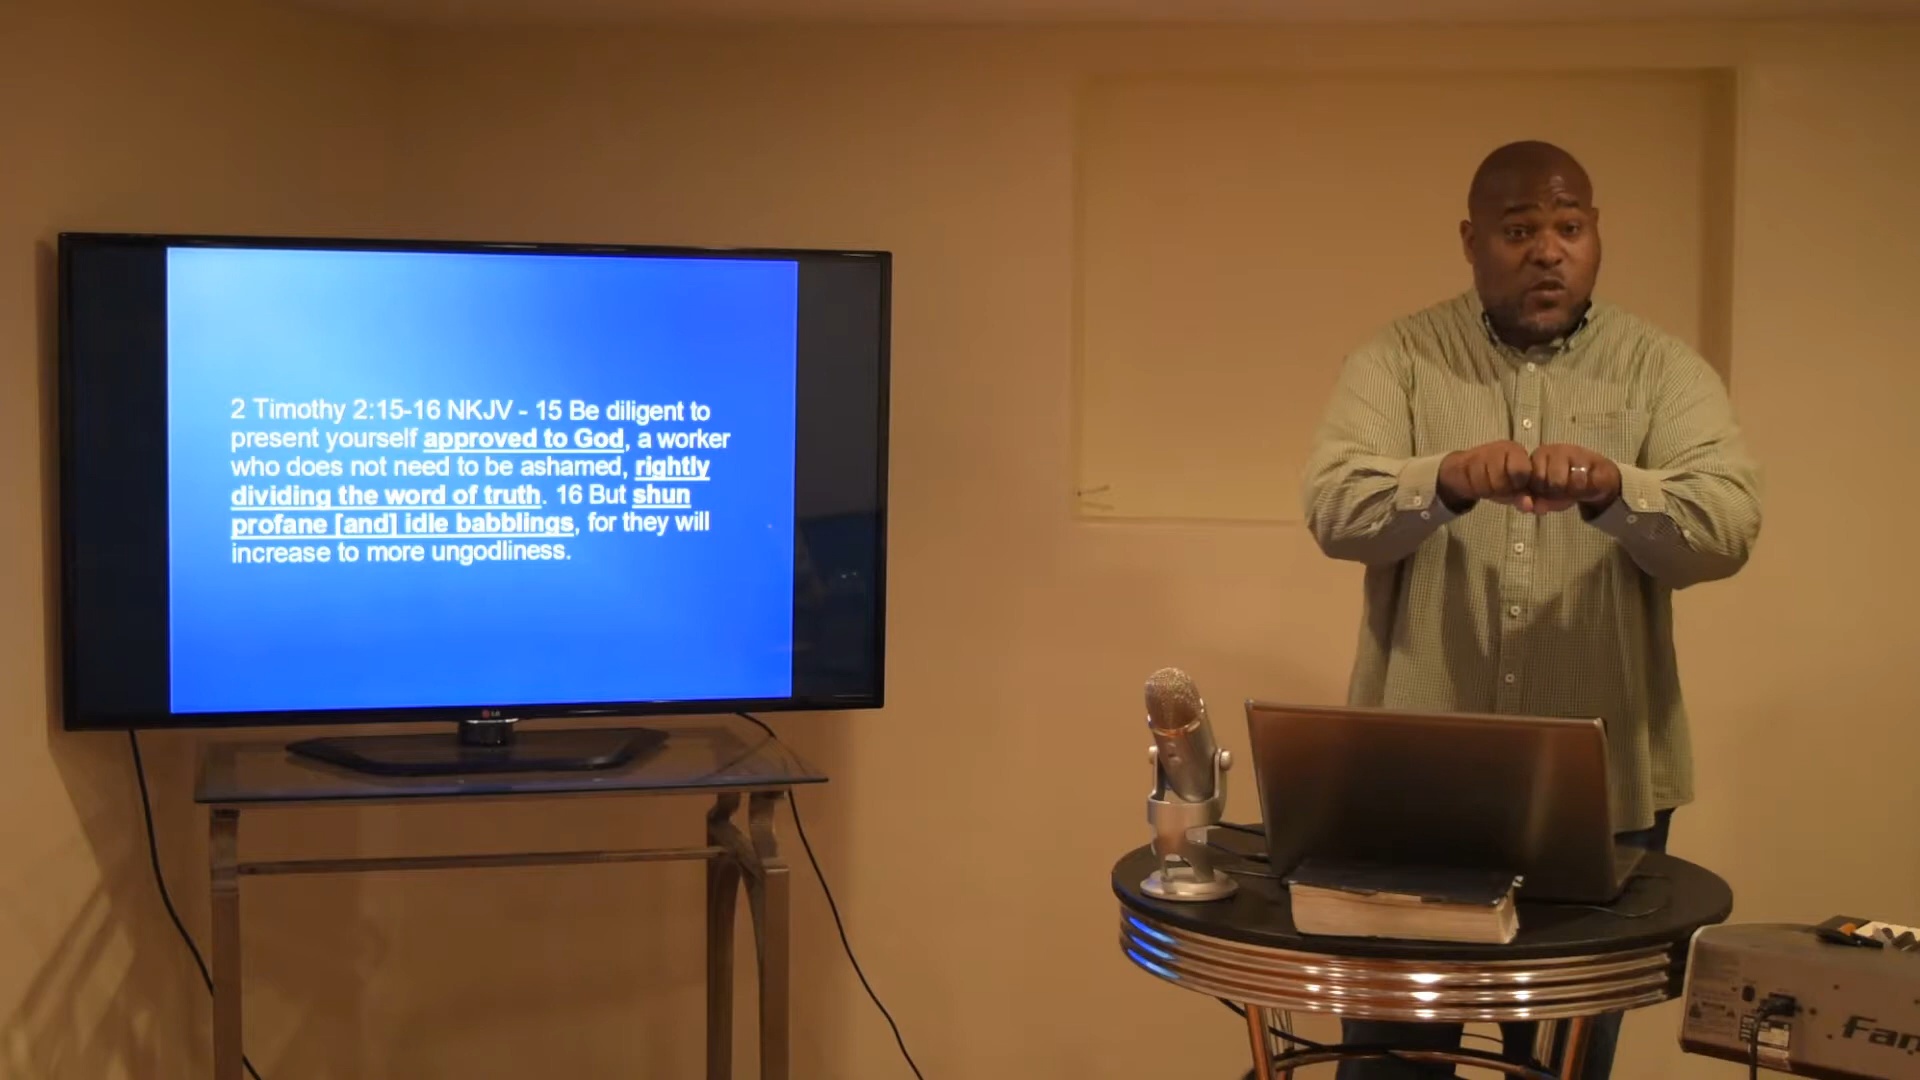 2 Timothy 2:15-16 NKJV - 15 Be diligent to
present yourself approved to God, a worker
who does not need to be ashamed, rightly
dividing the word of truth. 16 But shun
profane [and] idle babblings, for they will
increase to more ungodliness.
LG
Fan